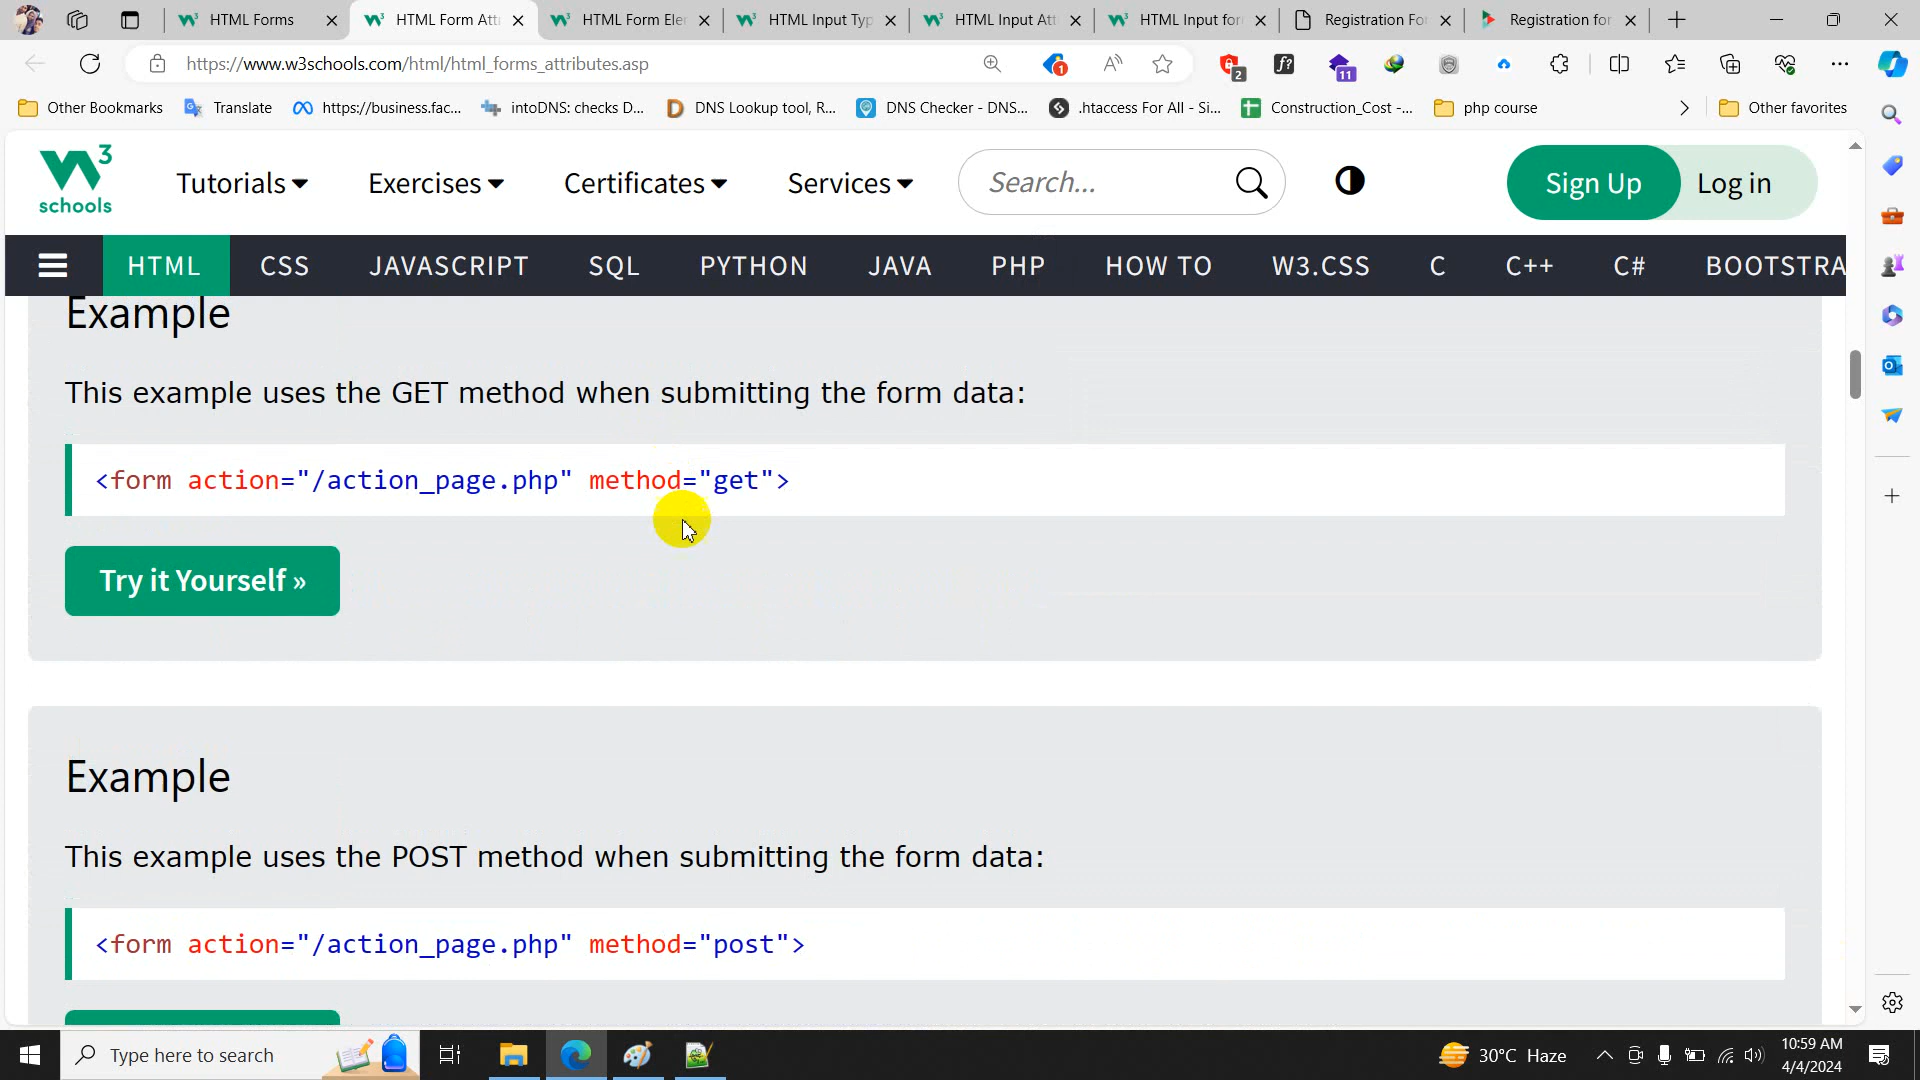 HTML Forms
HTML Form Att
HTML Form Ele
HTML Input Typ
HTML Input Att
HTML Input for
Registration Fo
Registration for
https://www.w3schools.com/html/html_forms_attributes.asp
1
2
f?
11
Other Bookmarks
Translate
https://business.fac...
intoDNS: checks D...
DNS Lookup tool, R...
DNS Checker - DNS...
.htaccess For All - Si...
Construction_Cost -...
php course
Other favorites
W3 schools
Tutorials
Exercises
Certificates
Services
Search...
Sign Up
Log in
HTML
CSS
JAVASCRIPT
SQL
PYTHON
JAVA
PHP
HOW TO
W3.CSS
C
C++
C#
BOOTSTRA
Example
This example uses the GET method when submitting the form data:
<form action="/action_page.php" method="get">
Try it Yourself »
Example
This example uses the POST method when submitting the form data:
<form action="/action_page.php" method="post">
Type here to search
30°C Haze
10:59 AM
4/4/2024